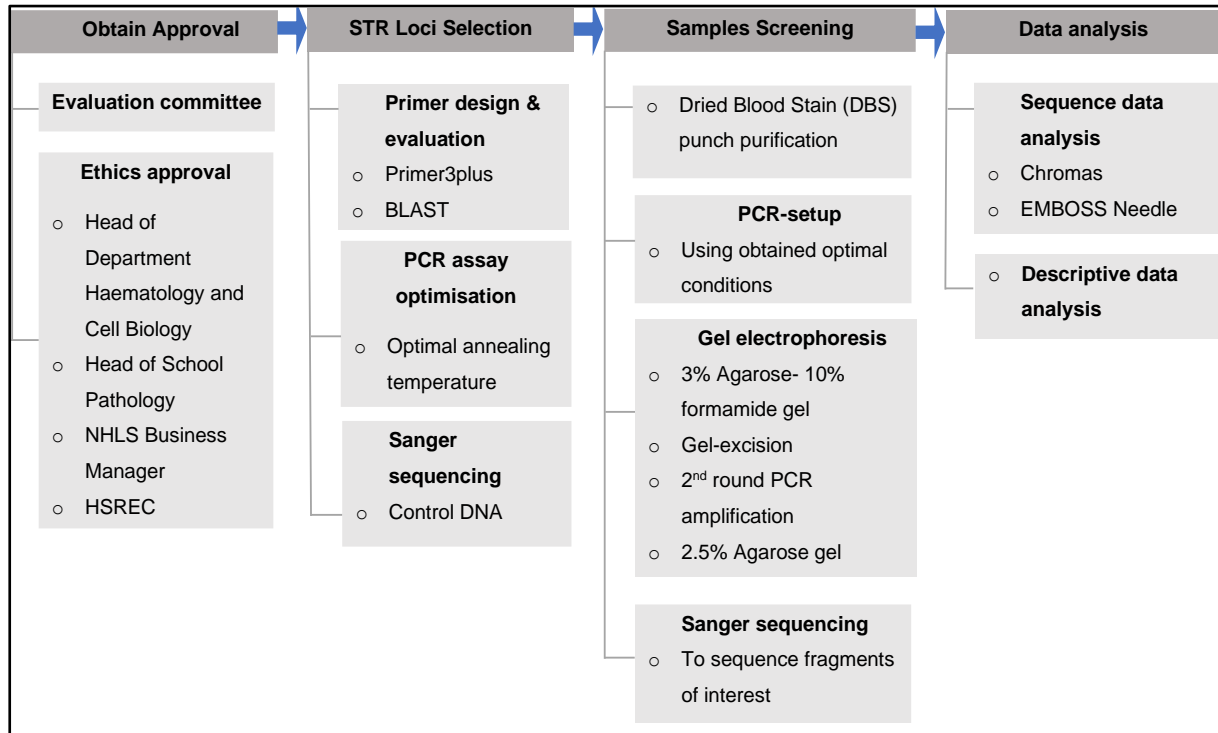 Obtain Approval
STR Loci Selection
Samples Screening
Data analysis
Evaluation committee
Ethics approval
o Head of
Department
Haematology and
Cell Biology
o Head of School
Pathology
o NHLS Business
Manager
o HSREC
Primer design &
evaluation
o Primer3plus
o BLAST
PCR assay
optimisation
o Optimal annealing
temperature
Sanger
sequencing
o Control DNA
o Dried Blood Stain (DBS)
punch purification
PCR-setup
o Using obtained optimal
conditions
Gel electrophoresis
o 3% Agarose- 10%
formamide gel
o Gel-excision
o 2nd round PCR
amplification
o 2.5% Agarose gel
Sanger sequencing
o To sequence fragments
of interest
Sequence data
analysis
o Chromas
o EMBOSS Needle
o Descriptive data
analysis